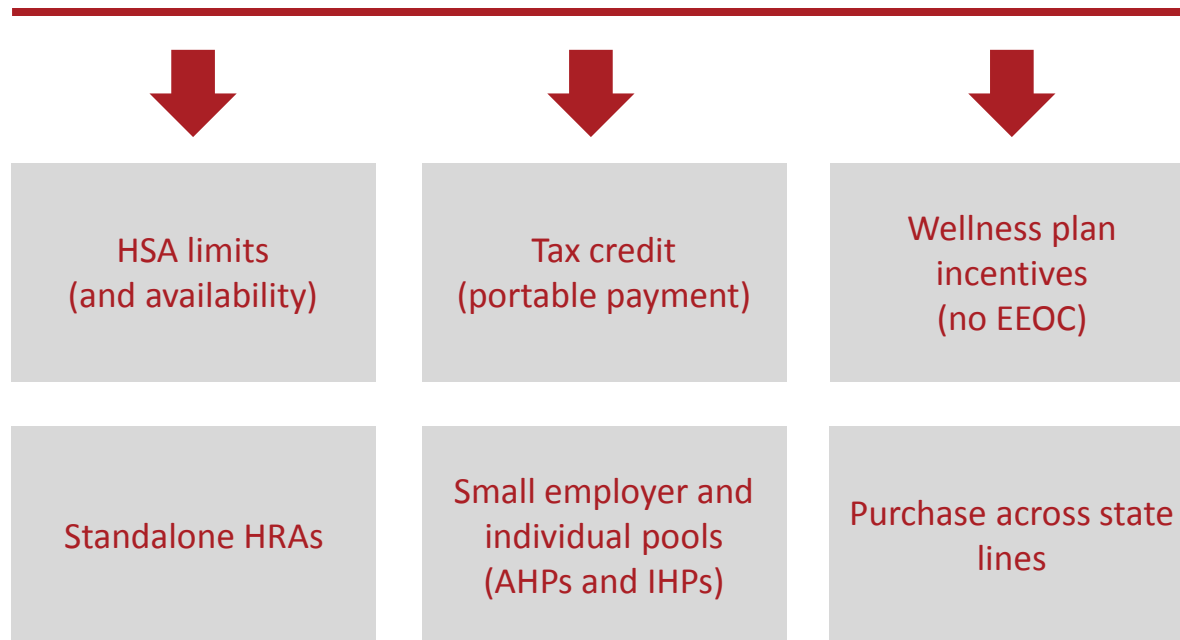 HSA limits
(and availability)
Tax credit
(portable payment)
Wellness plan
incentives
(no EEOC)
Standalone HRAs
Small employer and
individual pools
(AHPs and IHPs)
Purchase across state
lines